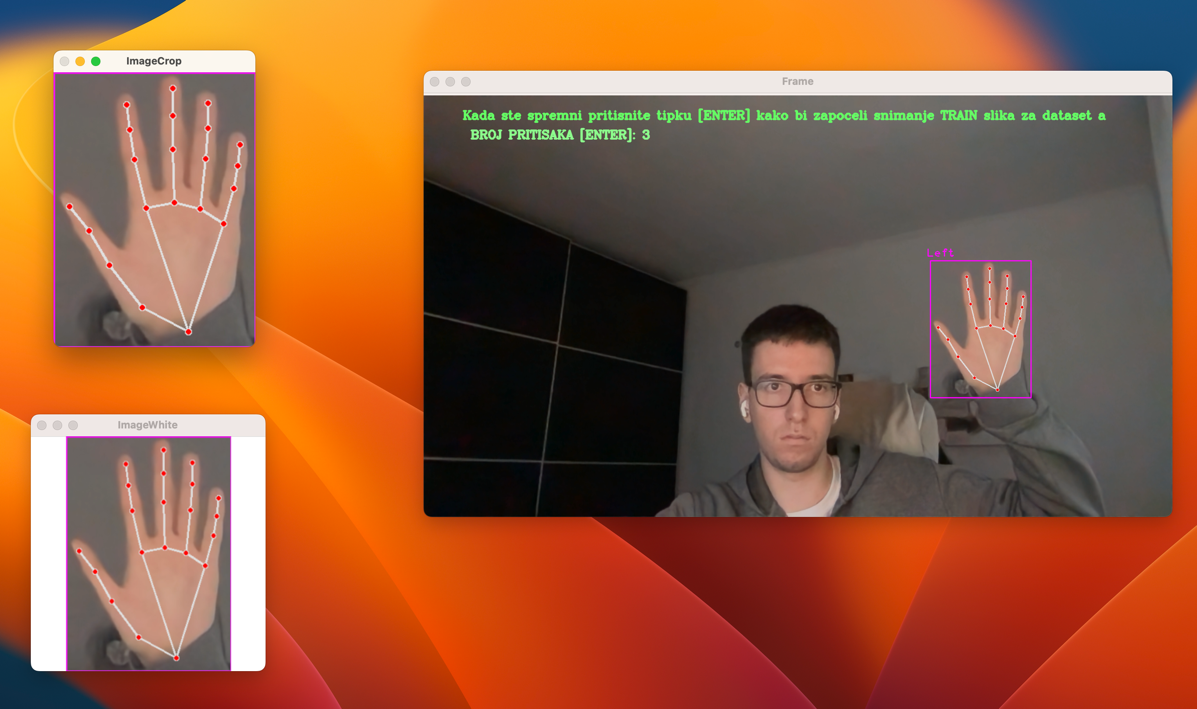 ImageCrop
Frame
Kada ste spremni pritisnite tipku [ENTER] kako bi zapoceli snimanje TRAIN slika za dataset a
BROJ PRITISAKA [ENTER]: 3
Left
ImageWhite